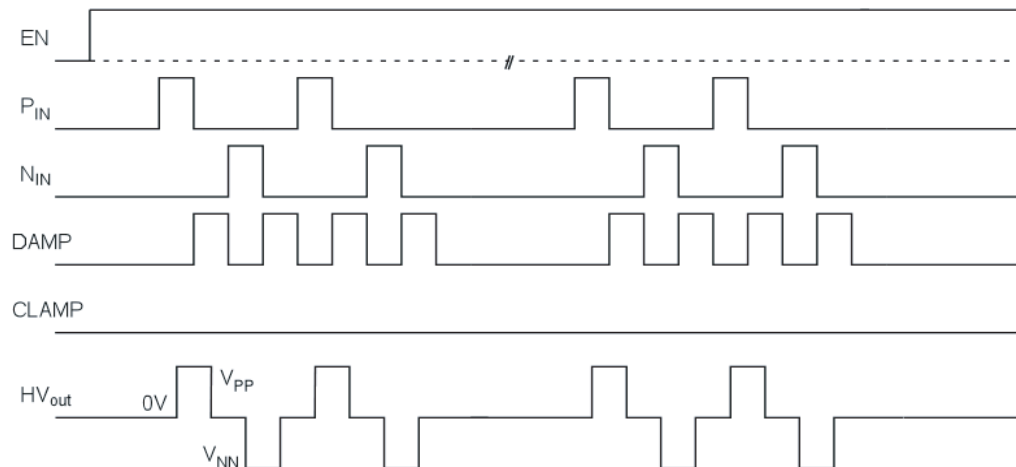 EN
P_IN
N_IN
DAMP
CLAMP
HV_out
0V
V_PP
V_NN